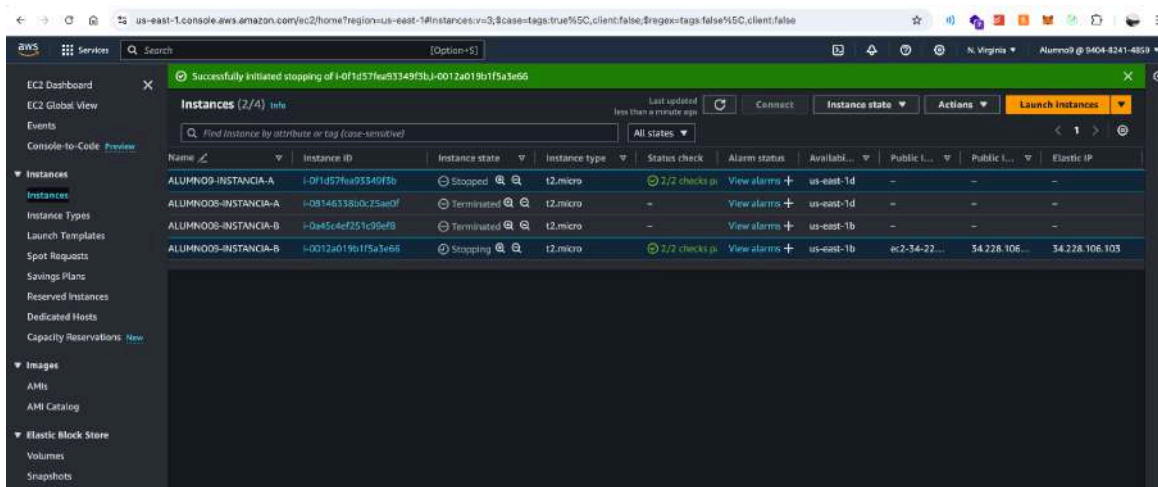 us-east-1.console.aws.amazon.com/ec2/home?region=us-east-1#Instances:v=3;$case=tags:true%5C,client:false;$regex=tags:false%5C,client:false
aws Services Search [Option+S] N. Virginia Alumno9 @ 9404-8241-4859
Successfully initiated stopping of i-0f1d57fea93349f3b,i-0012a019b1f5a3e66
EC2 Dashboard
EC2 Global View
Events
Console-to-Code Preview
Instances
Instances
Instance Types
Launch Templates
Spot Requests
Savings Plans
Reserved Instances
Dedicated Hosts
Capacity Reservations New
Images
AMIs
AMI Catalog
Elastic Block Store
Volumes
Snapshots
Instances (2/4) Info
Last updated
less than a minute ago
Connect Instance state Actions Launch instances
Find Instance by attribute or tag (case-sensitive) All states 1
Name Instance ID Instance state Instance type Status check Alarm status Availabi... Public I... Public I... Elastic IP
ALUMNO9-INSTANCIA-A i-0f1d57fea93349f3b Stopped t2.micro 2/2 checks p View alarms + us-east-1d – – –
ALUMNO08-INSTANCIA-A Terminated t2.micro – View alarms + us-east-1d – – –
ALUMNO08-INSTANCIA-B i-0a45c4ef251c99ef8 Terminated t2.micro – View alarms + us-east-1b – – –
ALUMNO09-INSTANCIA-B i-0012a019b1f5a3e66 Stopping t2.micro 2/2 checks p View alarms + us-east-1b ec2-34-22... 34.228.106... 34.228.106.103